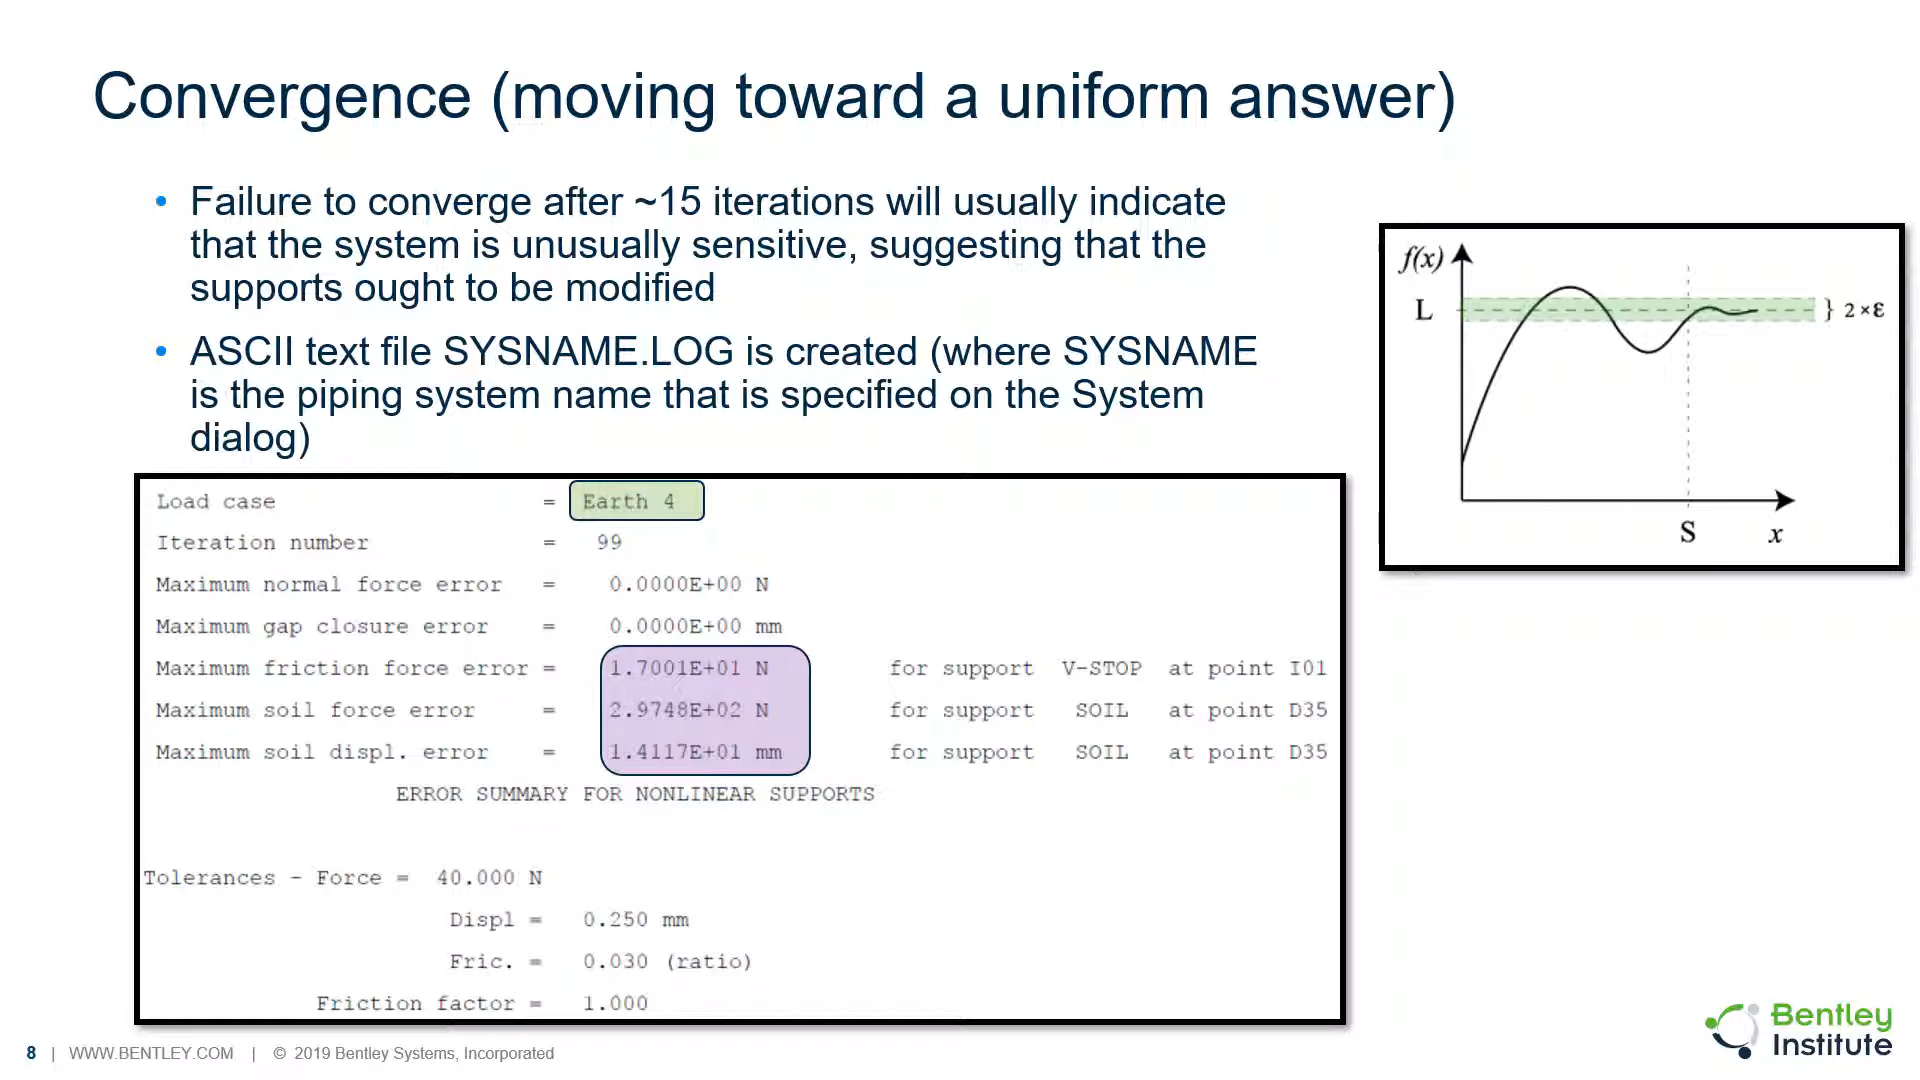 Convergence (moving toward a uniform answer)
• Failure to converge after ~15 iterations will usually indicate
that the system is unusually sensitive, suggesting that the
supports ought to be modified
• ASCII text file SYSNAME.LOG is created (where SYSNAME
is the piping system name that is specified on the System
dialog)
f(x)
L
} 2×ε
S
x
Load case = Earth 4
Iteration number = 99
Maximum normal force error = 0.0000E+00 N
Maximum gap closure error = 0.0000E+00 mm
Maximum friction force error = 1.7001E+01 N for support V-STOP at point I01
Maximum soil force error = 2.9748E+02 N for support SOIL at point D35
Maximum soil displ. error = 1.4117E+01 mm for support SOIL at point D35
ERROR SUMMARY FOR NONLINEAR SUPPORTS
Tolerances - Force = 40.000 N
Displ = 0.250 mm
Fric. = 0.030 (ratio)
Friction factor = 1.000
8 | WWW.BENTLEY.COM | © 2019 Bentley Systems, Incorporated
Bentley
Institute